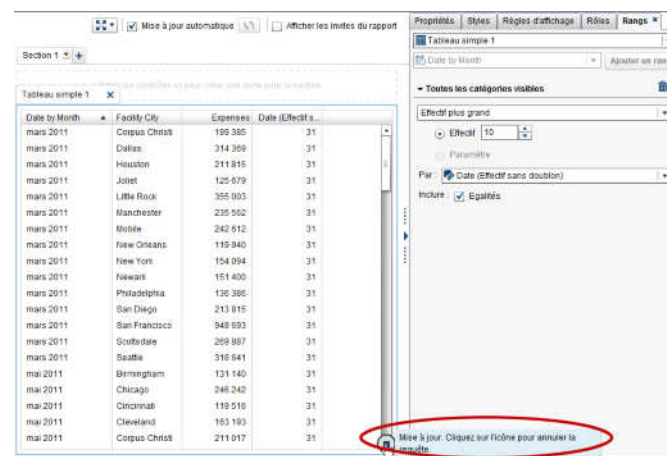 Mise à jour automatique
Afficher les invites du rapport
Propriétés Styles Règles d'affichage Rôles Rangs
Tableau simple 1
Section 1
Date by Month
Ajouter un ran
Tableau simple 1
Toutes les catégories visibles
Effectif plus grand
Effectif 10
Paramètre
Par : Date (Effectif sans doublon)
Inclure : Egalités
Date by Month Facility City Expenses Date (Effectif s...
mars 2011 Corpus Christi 199 385 31
mars 2011 Dallas 314 369 31
mars 2011 Houston 211 815 31
mars 2011 Joliet 125 679 31
mars 2011 Little Rock 355 003 31
mars 2011 Manchester 235 552 31
mars 2011 Mobile 242 612 31
mars 2011 New Orleans 119 840 31
mars 2011 New York 154 094 31
mars 2011 Newark 151 400 31
mars 2011 Philadelphia 136 386 31
mars 2011 San Diego 213 815 31
mars 2011 San Francisco 949 693 31
mars 2011 Scottsdale 269 887 31
mars 2011 Seattle 316 641 31
mai 2011 Birmingham 131 140 31
mai 2011 Chicago 246 242 31
mai 2011 Cincinnati 119 516 31
mai 2011 Cleveland 163 193 31
mai 2011 Corpus Christi 211 017 31
Mise à jour. Cliquez sur l'icône pour annuler la
requête.